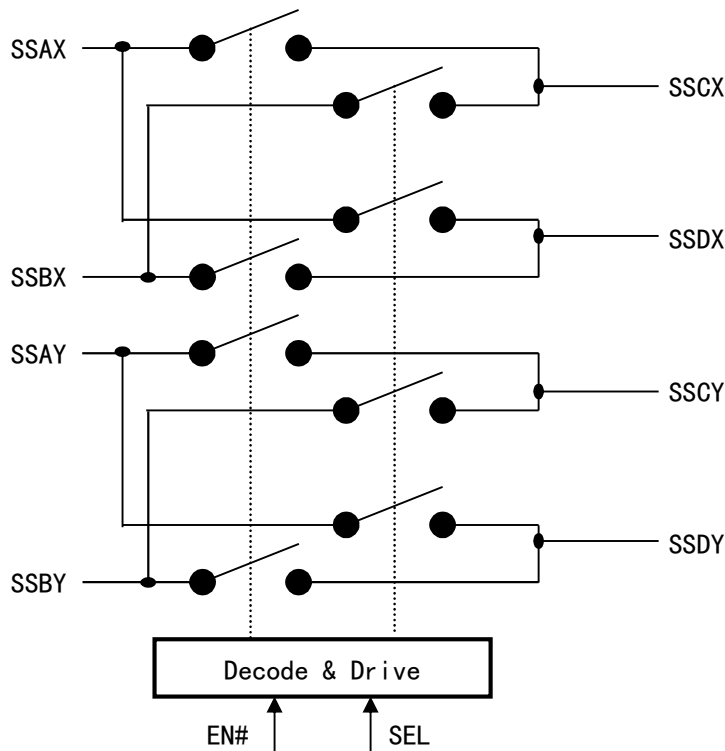 SSAX
SSCX
SSDX
SSBX
SSAY
SSCY
SSDY
SSBY
Decode & Drive
EN# SEL